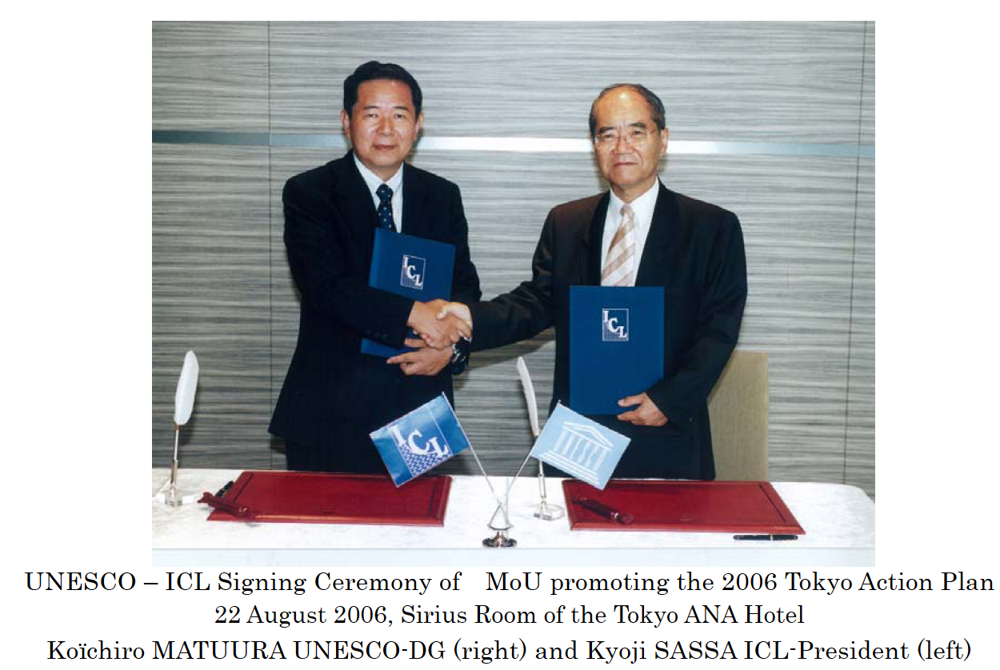 ICL
ICL
ICL
UNESCO
UNESCO – ICL Signing Ceremony of MoU promoting the 2006 Tokyo Action Plan
22 August 2006, Sirius Room of the Tokyo ANA Hotel
Koïchiro MATUURA UNESCO-DG (right) and Kyoji SASSA ICL-President (left)